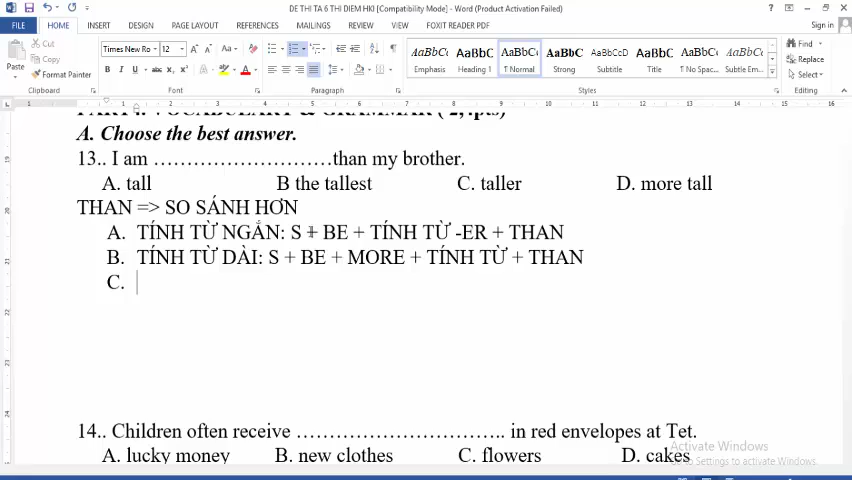 DE THI TA 6 THI DIEM HKI [Compatibility Mode] - Word (Product Activation Failed)
FILE HOME INSERT DESIGN PAGE LAYOUT REFERENCES MAILINGS REVIEW VIEW FOXIT READER PDF Sign in
Cut
Copy
Format Painter
Paste
Times New Ro 12
AaBbCc AaBbC AaBbCc AaBbC AaBbCcD AaBbC AaBbC AaBbCc
Emphasis Heading 1 ¶ Normal Strong Subtitle Title ¶ No Spac... Subtle Em...
Find
Replace
Select
Clipboard Font Paragraph Styles Editing
VOCABULARY & GRAMMAR
A. Choose the best answer.
13.. I am ………………………than my brother.
A. tall B the tallest C. taller D. more tall
THAN => SO SÁNH HƠN
A. TÍNH TỪ NGẮN: S + BE + TÍNH TỪ -ER + THAN
B. TÍNH TỪ DÀI: S + BE + MORE + TÍNH TỪ + THAN
C.
14.. Children often receive ………………………….. in red envelopes at Tet.
A. lucky money B. new clothes C. flowers D. cakes
Activate Windows
Go to Settings to activate Windows.